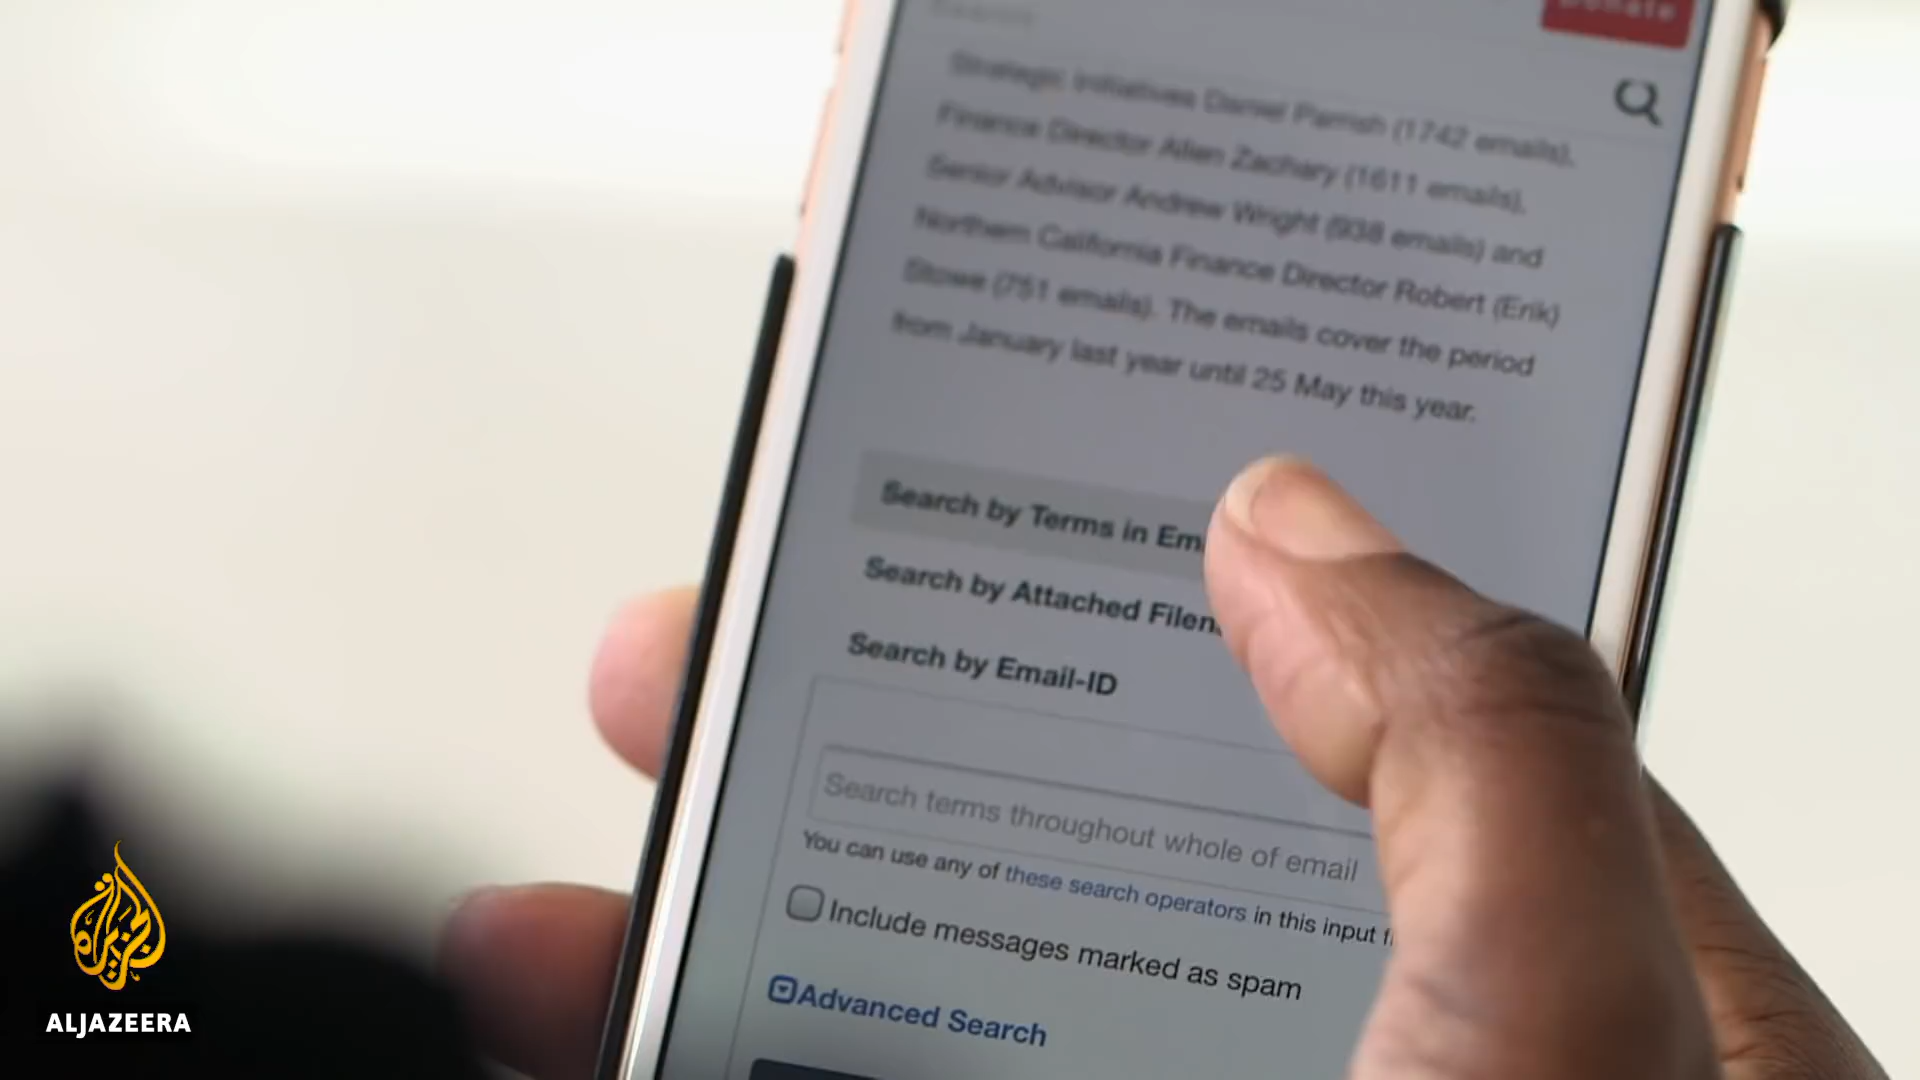 Donate
Search
Strategic Initiatives Daniel Parrish (1742 emails),
Finance Director Allen Zachary (1611 emails),
Senior Advisor Andrew Wright (938 emails) and
Northern California Finance Director Robert (Erik)
Stowe (751 emails). The emails cover the period
from January last year until 25 May this year.
Search by Terms in Em
Search by Attached Filen
Search by Email-ID
Search terms throughout whole of email
You can use any of these search operators in this input f
Include messages marked as spam
Advanced Search
الجزيرة
ALJAZEERA